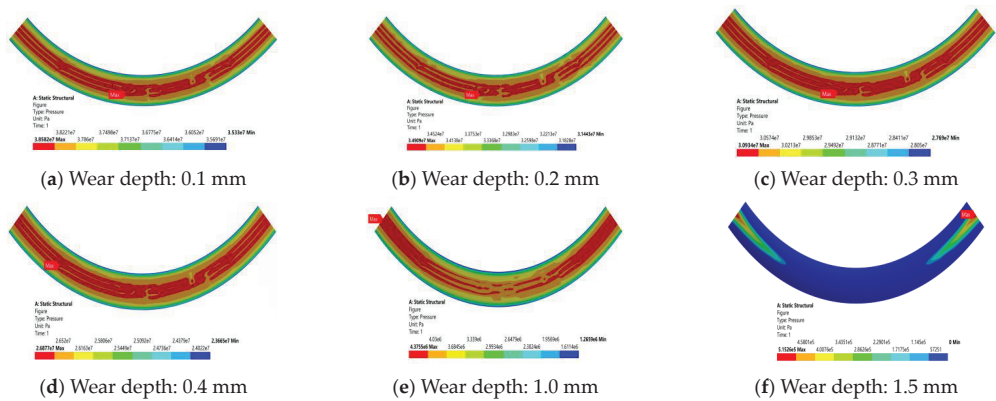 Max
A: Static Structural
Figure
Type: Pressure
Unit: Pa
Time: 1
3.8221e7 3.7498e7 3.6775e7 3.6052e7 3.533e7 Min
3.8582e7 Max 3.786e7 3.7137e7 3.6414e7 3.5691e7
(a) Wear depth: 0.1 mm
Max
A: Static Structural
Figure
Type: Pressure
Unit: Pa
Time: 1
3.4524e7 3.3753e7 3.2983e7 3.2213e7 3.1443e7 Min
3.4909e7 Max 3.4138e7 3.3368e7 3.2598e7 3.1828e7
(b) Wear depth: 0.2 mm
Max
A: Static Structural
Figure
Type: Pressure
Unit: Pa
Time: 1
3.0574e7 2.9853e7 2.9132e7 2.8411e7 2.769e7 Min
3.0934e7 Max 3.0213e7 2.9492e7 2.8771e7 2.805e7
(c) Wear depth: 0.3 mm
Max
A: Static Structural
Figure
Type: Pressure
Unit: Pa
Time: 1
2.652e7 2.5806e7 2.5092e7 2.4379e7 2.3665e7 Min
2.6877e7 Max 2.6163e7 2.5449e7 2.4736e7 2.4022e7
(d) Wear depth: 0.4 mm
Max
A: Static Structural
Figure
Type: Pressure
Unit: Pa
Time: 1
4.03e6 3.339e6 2.6479e6 1.9569e6 1.2659e6 Min
4.3755e6 Max 3.6845e6 2.9934e6 2.3024e6 1.6114e6
(e) Wear depth: 1.0 mm
Max
A: Static Structural
Figure
Type: Pressure
Unit: Pa
Time: 1
4.5801e5 3.4351e5 2.2901e5 1.145e5 0 Min
5.1526e5 Max 4.0076e5 2.8626e5 1.7175e5 57251
(f) Wear depth: 1.5 mm